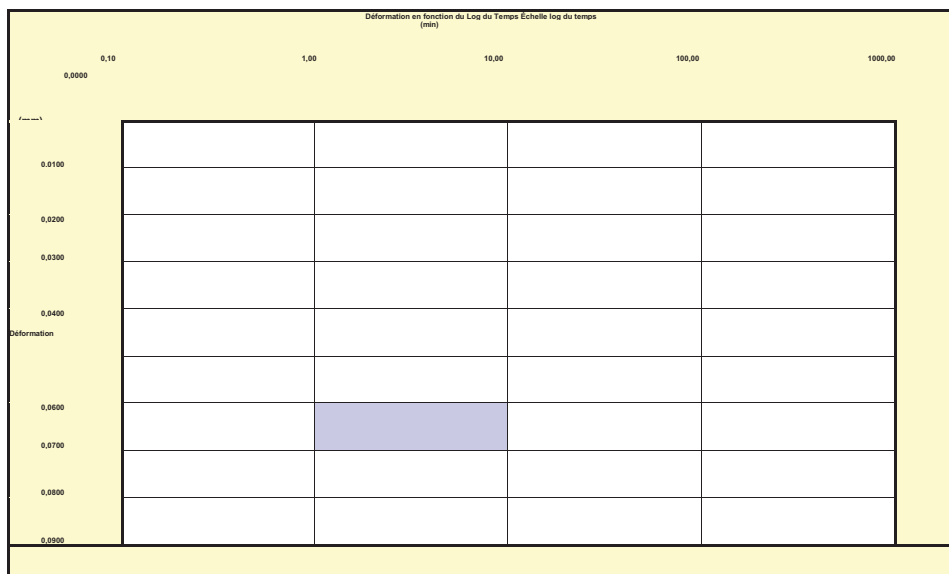 Déformation en fonction du Log du Temps Échelle log du temps
(min)
0,10 1,00 10,00 100,00 1000,00
0,0000
(mm)
0.0100
0,0200
0,0300
0,0400
Déformation
0,0600
0,0700
0,0800
0,0900